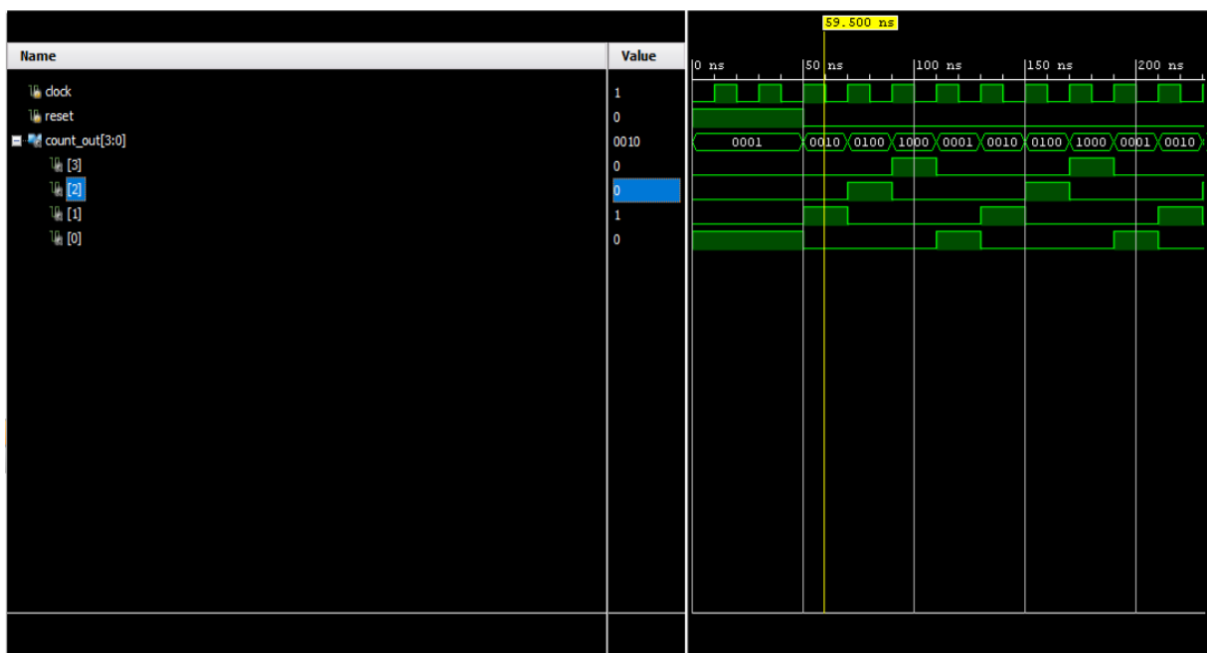 59.500 ns
Name Value
0 ns 50 ns 100 ns 150 ns 200 ns
clock 1
reset 0
count_out[3:0] 0010 0001 0010 0100 1000 0001 0010 0100 1000 0001 0010
[3] 0
[2] 0
[1] 1
[0] 0